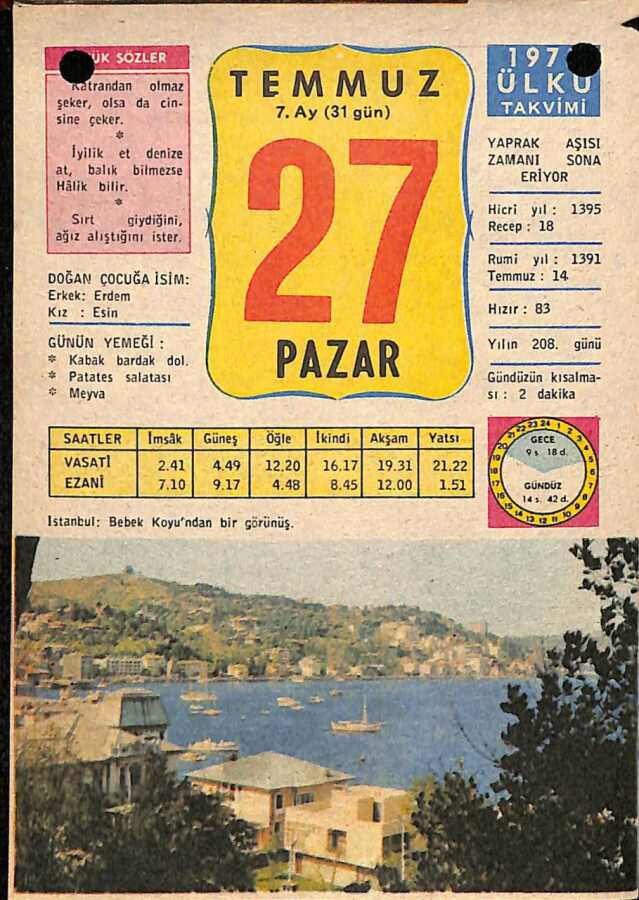 ÜK SÖZLER
Katrandan olmaz
şeker, olsa da cin-
sine çeker.
İyilik et denize
at, balık bilmezse
Hâlik bilir.
Sırt giydiğini,
ağız alıştığını ister.
DOĞAN ÇOCUĞA İSİM:
Erkek: Erdem
Kız : Esin
GÜNÜN YEMEĞİ :
* Kabak bardak dol.
* Patates salatası
* Meyva
TEMMUZ
7. Ay (31 gün)
27
PAZAR
197
ÜLKÜ
TAKVİMİ
YAPRAK AŞISI
ZAMANI SONA
ERİYOR
Hicri yıl : 1395
Recep : 18
Rumi yıl : 1391
Temmuz : 14
Hızır : 83
Yılın 208. günü
Gündüzün kısalma-
sı : 2 dakika
SAATLER İmsâk Güneş Öğle İkindi Akşam Yatsı
VASATİ 2.41 4.49 12.20 16.17 19.31 21.22
EZANİ 7.10 9.17 4.48 8.45 12.00 1.51
22 23 24 1 2
GECE
9 s. 18 d.
GÜNDÜZ
14 s. 42 d.
İstanbul: Bebek Koyu'ndan bir görünüş.